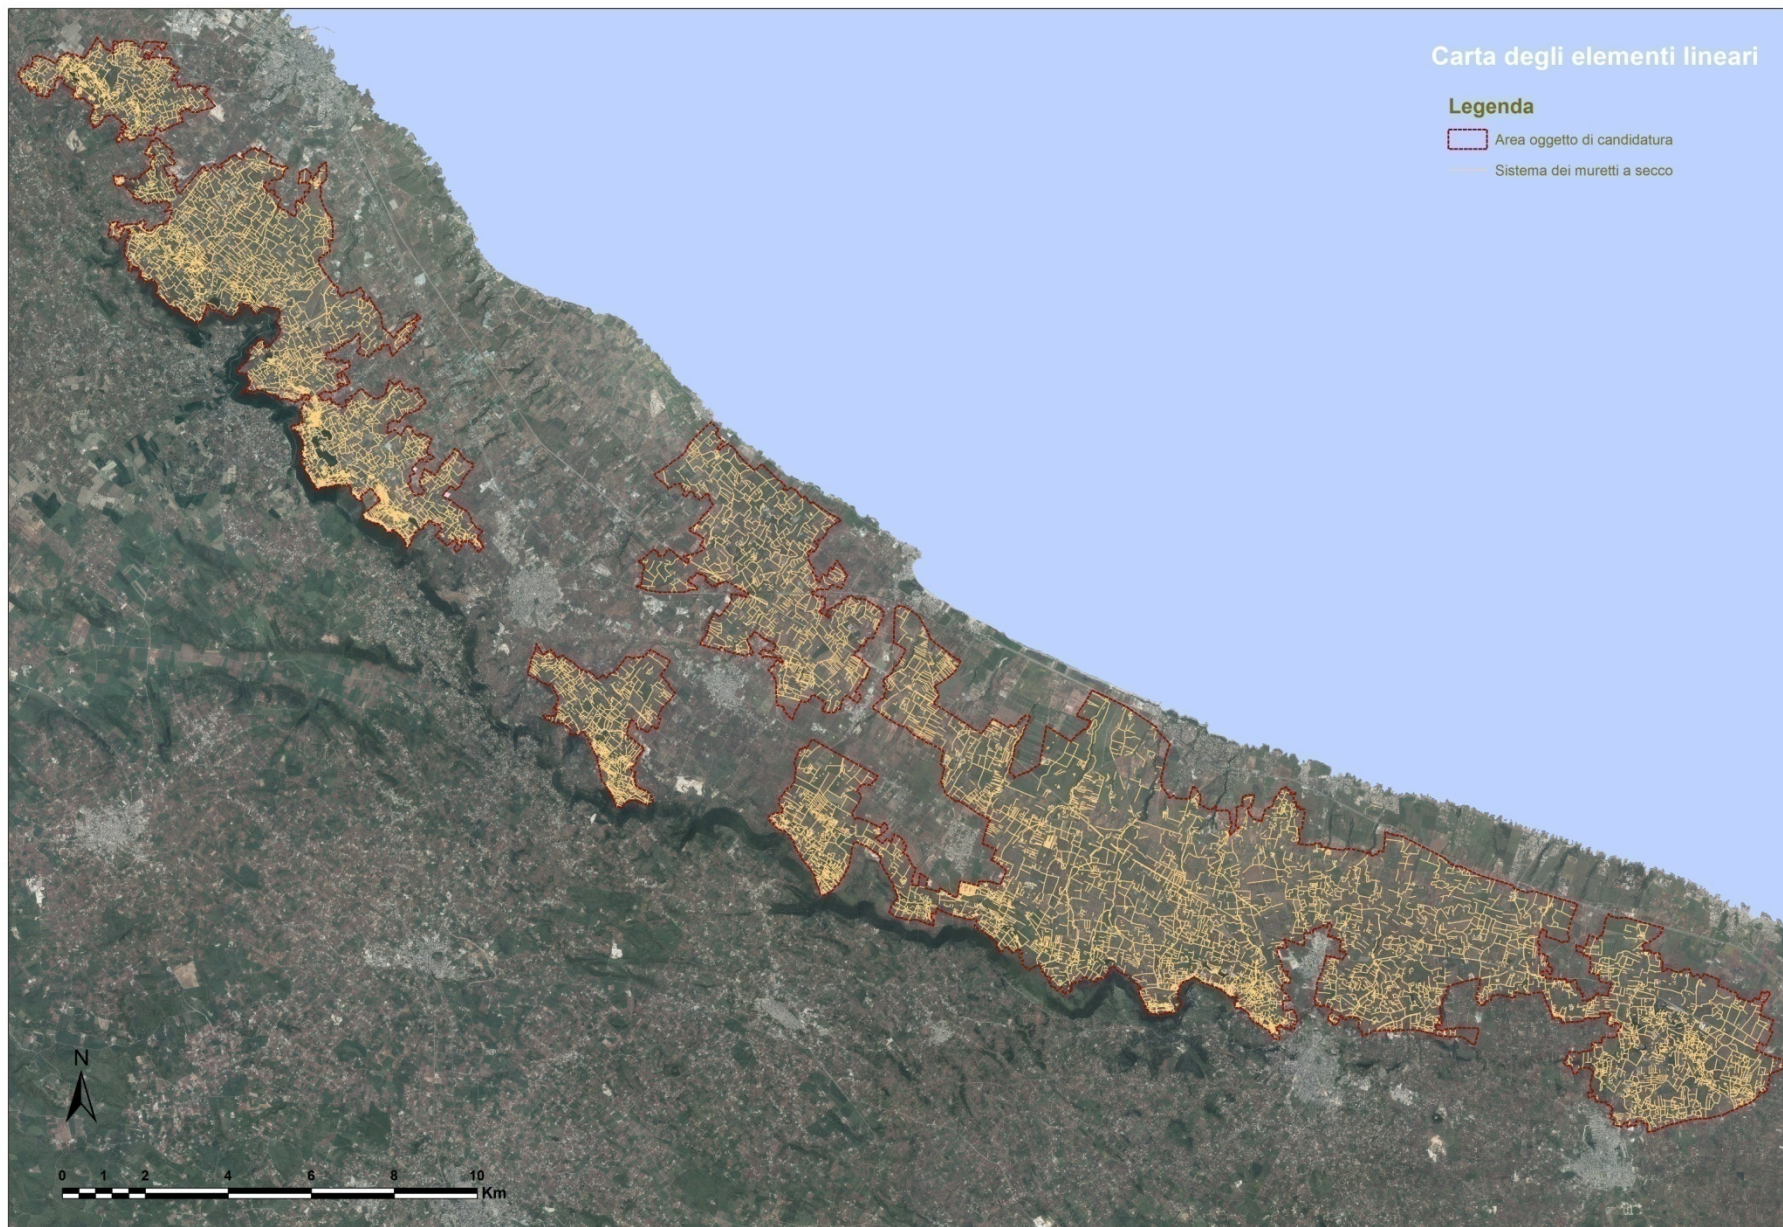 Carta degli elementi lineari
Legenda
Area oggetto di candidatura
Sistema dei muretti a secco
N
0 1 2 4 6 8 10
Km